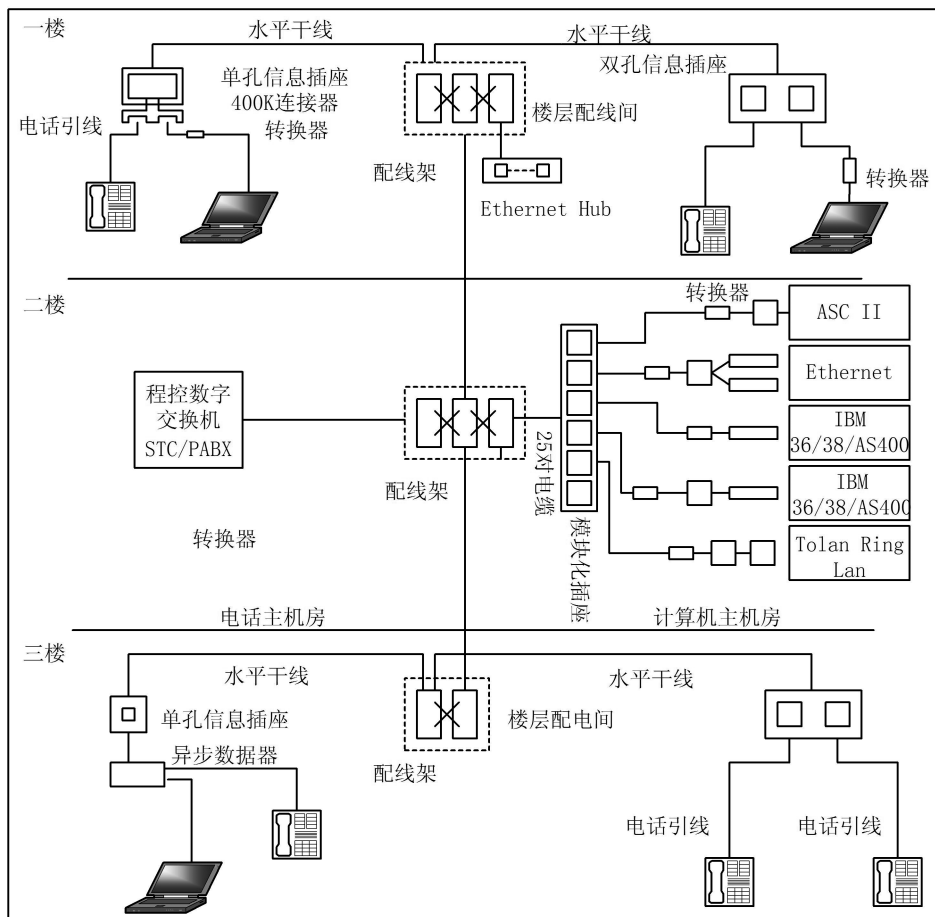 一楼
水平干线
水平干线
单孔信息插座
400K连接器
转换器
双孔信息插座
电话引线
楼层配线间
配线架
转换器
Ethernet Hub
二楼
转换器
ASC II
Ethernet
程控数字
交换机
STC/PABX
IBM
36/38/AS400
25对电缆
配线架
IBM
36/38/AS400
模块化插座
转换器
Tolan Ring
Lan
电话主机房
计算机主机房
三楼
水平干线
水平干线
单孔信息插座
楼层配电间
异步数据器
配线架
电话引线
电话引线